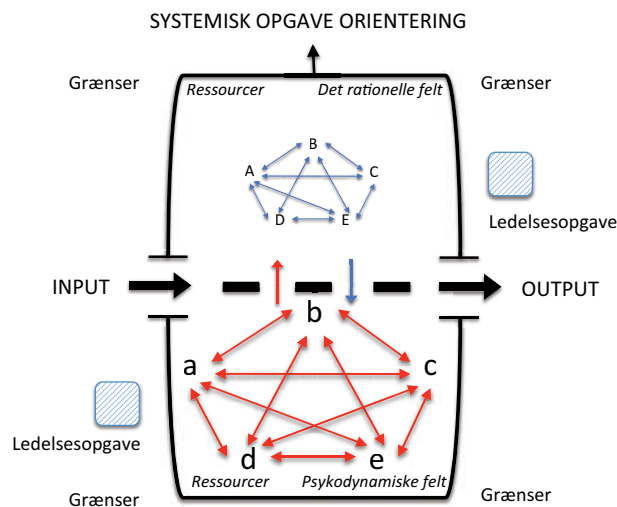 SYSTEMISK OPGAVE ORIENTERING
Grænser
Ressourcer
Det rationelle felt
Grænser
B
A
C
D
E
Ledelsesopgave
INPUT
OUTPUT
b
a
c
Ledelsesopgave
d
e
Ressourcer
Psykodynamiske felt
Grænser
Grænser